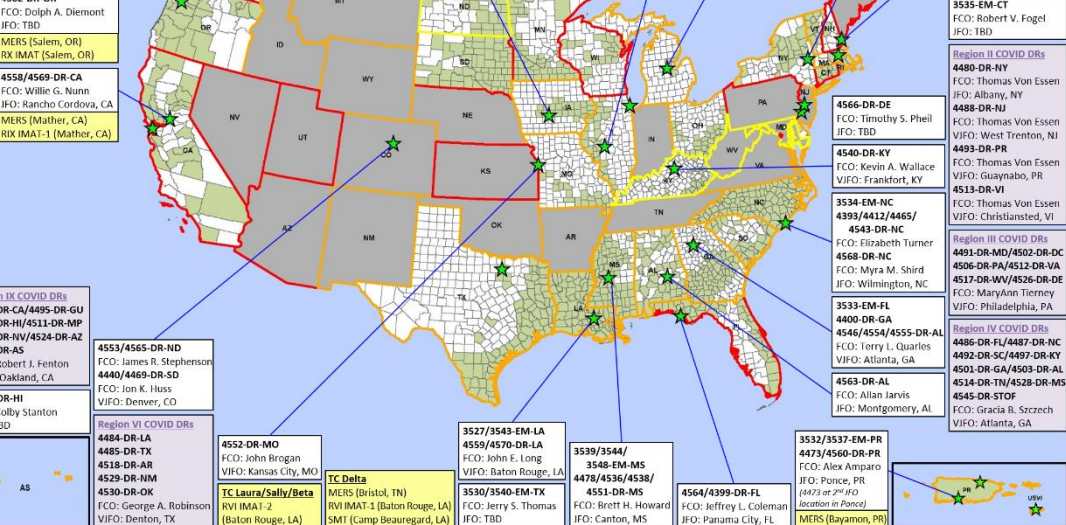 FCO: Dolph A. Diemont
JFO: TBD
MERS (Salem, OR)
RX IMAT (Salem, OR)
4558/4569-DR-CA
FCO: Willie G. Nunn
JFO: Rancho Cordova, CA
MERS (Mather, CA)
RIX IMAT-1 (Mather, CA)
IX COVID DRs
DR-CA/4495-DR-GU
DR-HI/4511-DR-MP
DR-NV/4524-DR-AZ
DR-AS
Robert J. Fenton
Oakland, CA
DR-HI
Colby Stanton
AS
4553/4565-DR-ND
FCO: James R. Stephenson
4440/4469-DR-SD
FCO: Jon K. Huss
VJFO: Denver, CO
Region VI COVID DRs
4484-DR-LA
4485-DR-TX
4518-DR-AR
4529-DR-NM
4530-DR-OK
FCO: George A. Robinson
VJFO: Denton, TX
4552-DR-MO
FCO: John Brogan
VJFO: Kansas City, MO
TC Laura/Sally/Beta
RVI IMAT-2
(Baton Rouge, LA)
TC Delta
MERS (Bristol, TN)
RVI IMAT-1 (Baton Rouge, LA)
SMT (Camp Beauregard, LA)
3527/3543-EM-LA
4559/4570-DR-LA
FCO: John E. Long
VJFO: Baton Rouge, LA
3530/3540-EM-TX
FCO: Jerry S. Thomas
JFO: TBD
3539/3544/
3548-EM-MS
4478/4536/4538/
4551-DR-MS
FCO: Brett H. Howard
JFO: Canton, MS
4564/4399-DR-FL
FCO: Jeffrey L. Coleman
JFO: Panama City, FL
3532/3537-EM-PR
4473/4560-DR-PR
FCO: Alex Amparo
JFO: Ponce, PR
(4473 at 2nd JFO
location in Ponce)
MERS (Bayamon, PR)
PR
USVI
4566-DR-DE
FCO: Timothy S. Pheil
JFO: TBD
4540-DR-KY
FCO: Kevin A. Wallace
VJFO: Frankfort, KY
3534-EM-NC
4393/4412/4465/
4543-DR-NC
FCO: Elizabeth Turner
4568-DR-NC
FCO: Myra M. Shird
JFO: Wilmington, NC
3533-EM-FL
4400-DR-GA
4546/4554/4555-DR-AL
FCO: Terry L. Quarles
VJFO: Atlanta, GA
4563-DR-AL
FCO: Allan Jarvis
JFO: Montgomery, AL
3535-EM-CT
FCO: Robert V. Fogel
JFO: TBD
Region II COVID DRs
4480-DR-NY
FCO: Thomas Von Essen
JFO: Albany, NY
4488-DR-NJ
FCO: Thomas Von Essen
VJFO: West Trenton, NJ
4493-DR-PR
FCO: Thomas Von Essen
VJFO: Guaynabo, PR
4513-DR-VI
FCO: Thomas Von Essen
VJFO: Christiansted, VI
Region III COVID DRs
4491-DR-MD/4502-DR-DC
4506-DR-PA/4512-DR-VA
4517-DR-WV/4526-DR-DE
FCO: MaryAnn Tierney
VJFO: Philadelphia, PA
Region IV COVID DRs
4486-DR-FL/4487-DR-NC
4492-DR-SC/4497-DR-KY
4501-DR-GA/4503-DR-AL
4514-DR-TN/4528-DR-MS
4545-DR-STOF
FCO: Gracia B. Szczech
VJFO: Atlanta, GA
OR
ID
ND
MN
SD
WI
WY
NV
UT
CA
CO
NE
IA
KS
MO
IN
OH
PA
NY
VT
NH
MA
CT
RI
NJ
MD
WV
VA
KY
TN
NC
SC
GA
AL
MS
AR
OK
NM
AZ
TX
LA
FL